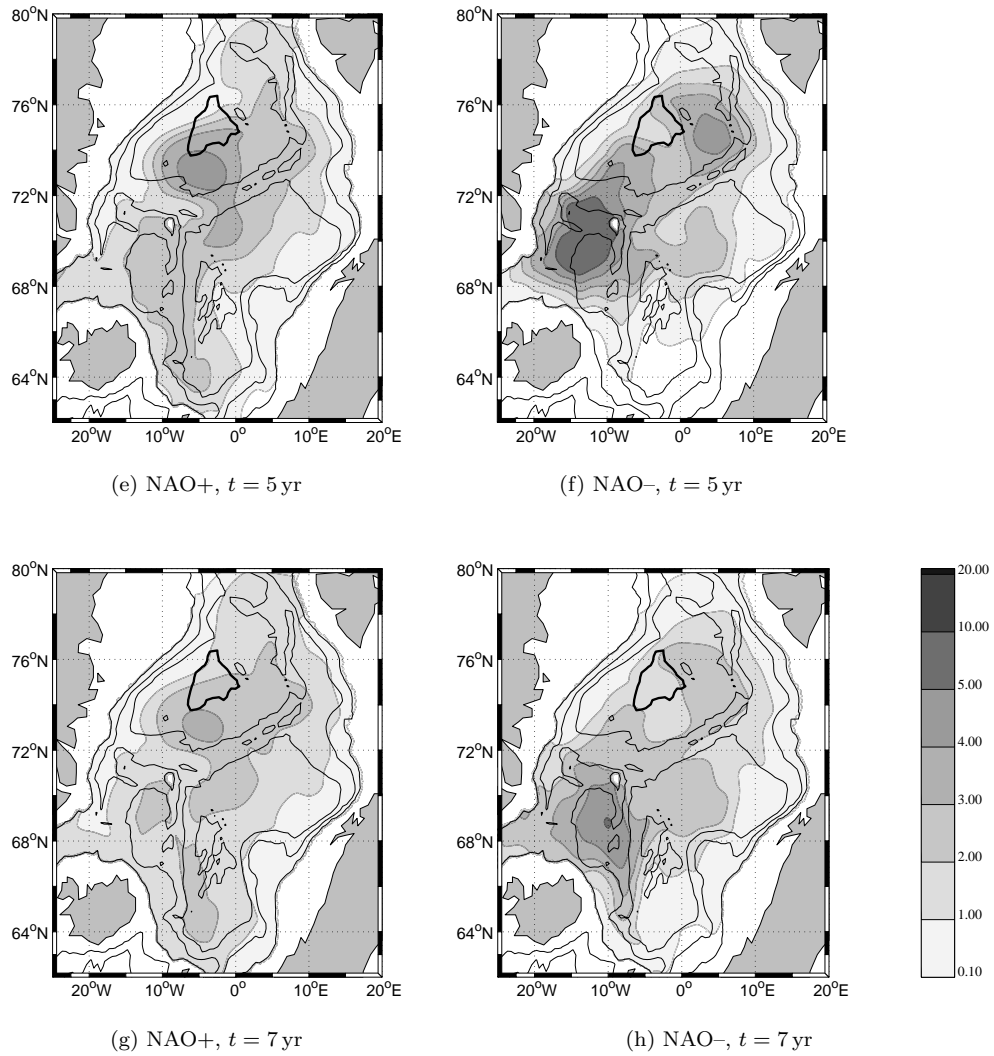 80°N
76°N
72°N
68°N
64°N
20°W 10°W 0° 10°E 20°E
(e) NAO+, t = 5 yr
80°N
76°N
72°N
68°N
64°N
20°W 10°W 0° 10°E 20°E
(f) NAO–, t = 5 yr
80°N
76°N
72°N
68°N
64°N
20°W 10°W 0° 10°E 20°E
(g) NAO+, t = 7 yr
80°N
76°N
72°N
68°N
64°N
20°W 10°W 0° 10°E 20°E
(h) NAO–, t = 7 yr
20.00
10.00
5.00
4.00
3.00
2.00
1.00
0.10